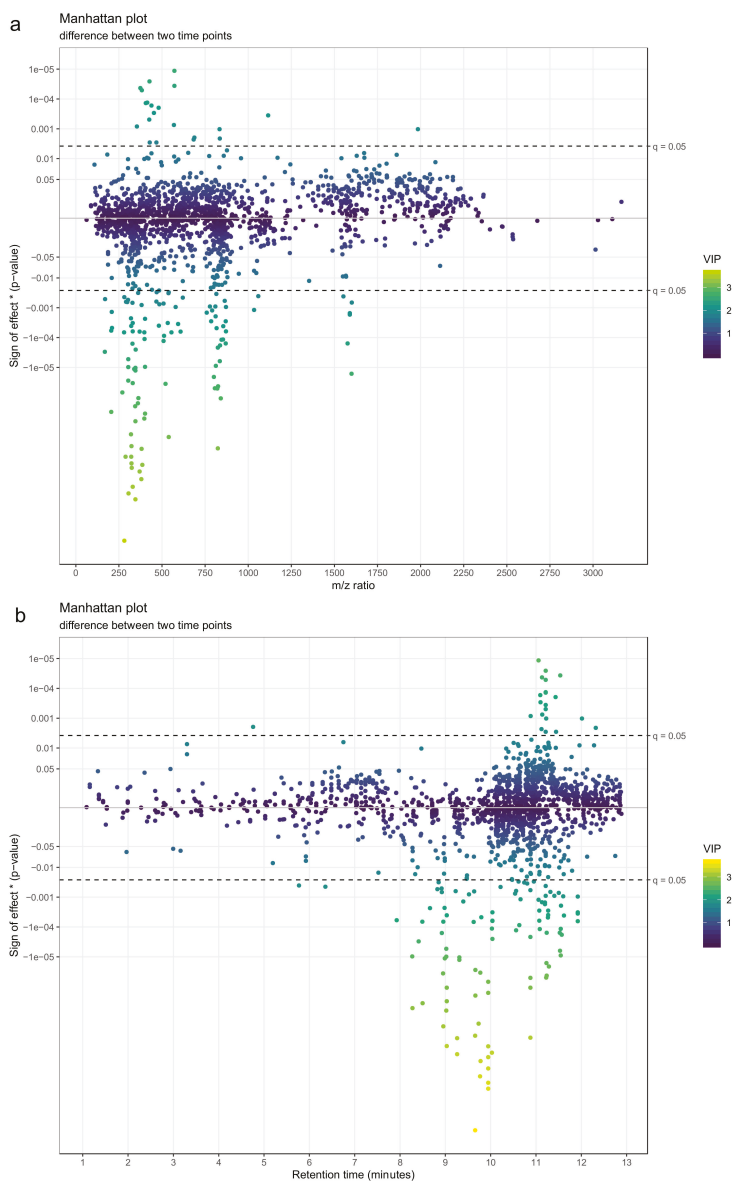 a
Manhattan plot
difference between two time points
1e−05
1e−04
0.001
0.01
0.05
−0.05
−0.01
−0.001
−1e−04
−1e−05
Sign of effect * (p−value)
q = 0.05
q = 0.05
0 250 500 750 1000 1250 1500 1750 2000 2250 2500 2750 3000
m/z ratio
VIP
3
2
1
b
Manhattan plot
difference between two time points
1e−05
1e−04
0.001
0.01
0.05
−0.05
−0.01
−0.001
−1e−04
−1e−05
Sign of effect * (p−value)
q = 0.05
q = 0.05
1 2 3 4 5 6 7 8 9 10 11 12 13
Retention time (minutes)
VIP
3
2
1